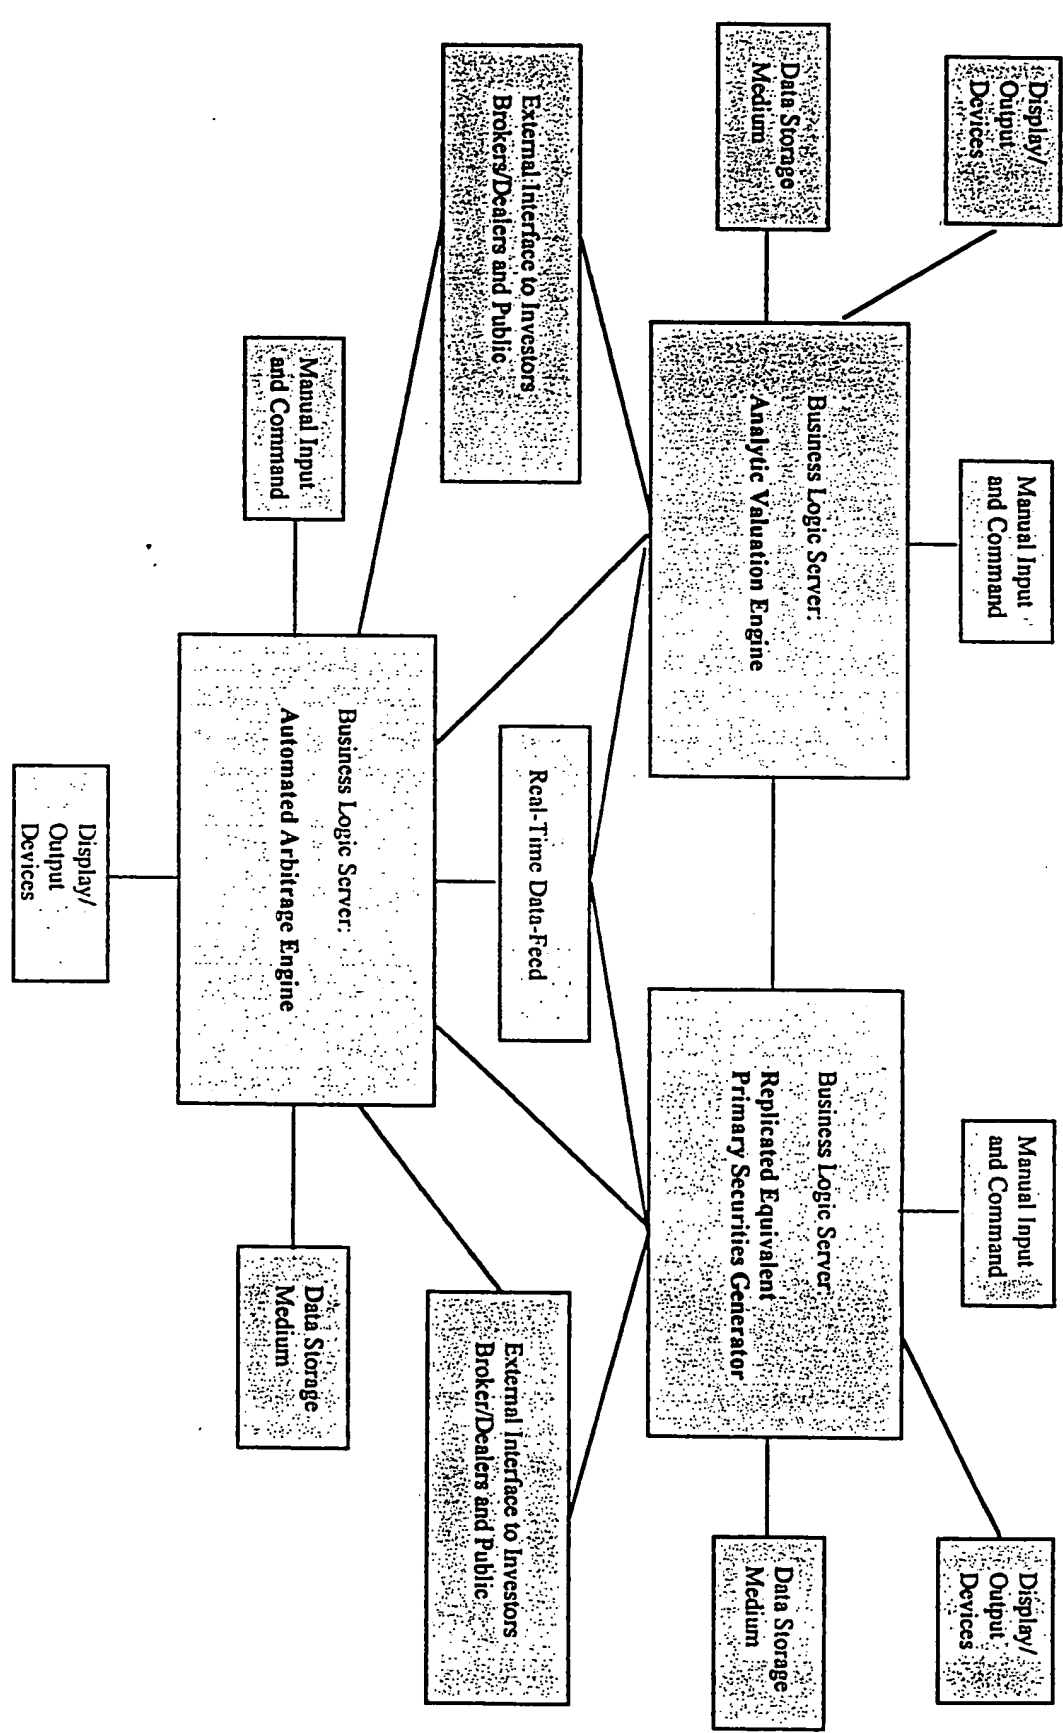 Display/
Output
Devices
Manual Input
and Command
Manual Input
and Command
Display/
Output
Devices
Data Storage
Medium
Business Logic Server:
Analytic Valuation Engine
Business Logic Server:
Replicated Equivalent
Primary Securities Generator
Data Storage
Medium
External Interface to Investors
Brokers/Dealers and Public
Real-Time Data-Feed
External Interface to Investors
Broker/Dealers and Public
Manual Input
and Command
Business Logic Server:
Automated Arbitrage Engine
Data Storage
Medium
Display/
Output
Devices